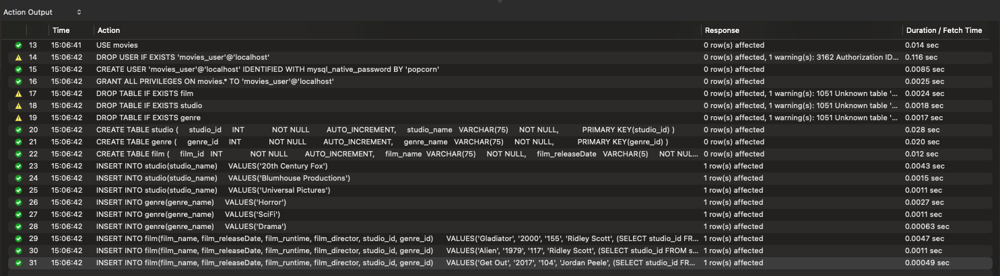 Action Output
Time Action Response Duration / Fetch Time
13 15:06:41 USE movies 0 row(s) affected 0.014 sec
14 15:06:42 DROP USER IF EXISTS 'movies_user'@'localhost' 0 row(s) affected, 1 warning(s): 3162 Authorization ID... 0.116 sec
15 15:06:42 CREATE USER 'movies_user'@'localhost' IDENTIFIED WITH mysql_native_password BY 'popcorn' 0 row(s) affected 0.0085 sec
16 15:06:42 GRANT ALL PRIVILEGES ON movies.* TO 'movies_user'@'localhost' 0 row(s) affected 0.0025 sec
17 15:06:42 DROP TABLE IF EXISTS film 0 row(s) affected, 1 warning(s): 1051 Unknown table '... 0.0024 sec
18 15:06:42 DROP TABLE IF EXISTS studio 0 row(s) affected, 1 warning(s): 1051 Unknown table '... 0.0018 sec
19 15:06:42 DROP TABLE IF EXISTS genre 0 row(s) affected, 1 warning(s): 1051 Unknown table '... 0.0017 sec
20 15:06:42 CREATE TABLE studio ( studio_id INT NOT NULL AUTO_INCREMENT, studio_name VARCHAR(75) NOT NULL, PRIMARY KEY(studio_id) ) 0 row(s) affected 0.028 sec
21 15:06:42 CREATE TABLE genre ( genre_id INT NOT NULL AUTO_INCREMENT, genre_name VARCHAR(75) NOT NULL, PRIMARY KEY(genre_id) ) 0 row(s) affected 0.020 sec
22 15:06:42 CREATE TABLE film ( film_id INT NOT NULL AUTO_INCREMENT, film_name VARCHAR(75) NOT NULL, film_releaseDate VARCHAR(5) NOT NUL... 0 row(s) affected 0.012 sec
23 15:06:42 INSERT INTO studio(studio_name) VALUES('20th Century Fox') 1 row(s) affected 0.0043 sec
24 15:06:42 INSERT INTO studio(studio_name) VALUES('Blumhouse Productions') 1 row(s) affected 0.0015 sec
25 15:06:42 INSERT INTO studio(studio_name) VALUES('Universal Pictures') 1 row(s) affected 0.0011 sec
26 15:06:42 INSERT INTO genre(genre_name) VALUES('Horror') 1 row(s) affected 0.0027 sec
27 15:06:42 INSERT INTO genre(genre_name) VALUES('SciFi') 1 row(s) affected 0.0011 sec
28 15:06:42 INSERT INTO genre(genre_name) VALUES('Drama') 1 row(s) affected 0.00063 sec
29 15:06:42 INSERT INTO film(film_name, film_releaseDate, film_runtime, film_director, studio_id, genre_id) VALUES('Gladiator', '2000', '155', 'Ridley Scott', (SELECT studio_id FR... 1 row(s) affected 0.0047 sec
30 15:06:42 INSERT INTO film(film_name, film_releaseDate, film_runtime, film_director, studio_id, genre_id) VALUES('Alien', '1979', '117', 'Ridley Scott', (SELECT studio_id FROM s... 1 row(s) affected 0.0011 sec
31 15:06:42 INSERT INTO film(film_name, film_releaseDate, film_runtime, film_director, studio_id, genre_id) VALUES('Get Out', '2017', '104', 'Jordan Peele', (SELECT studio_id FR... 1 row(s) affected 0.00049 sec